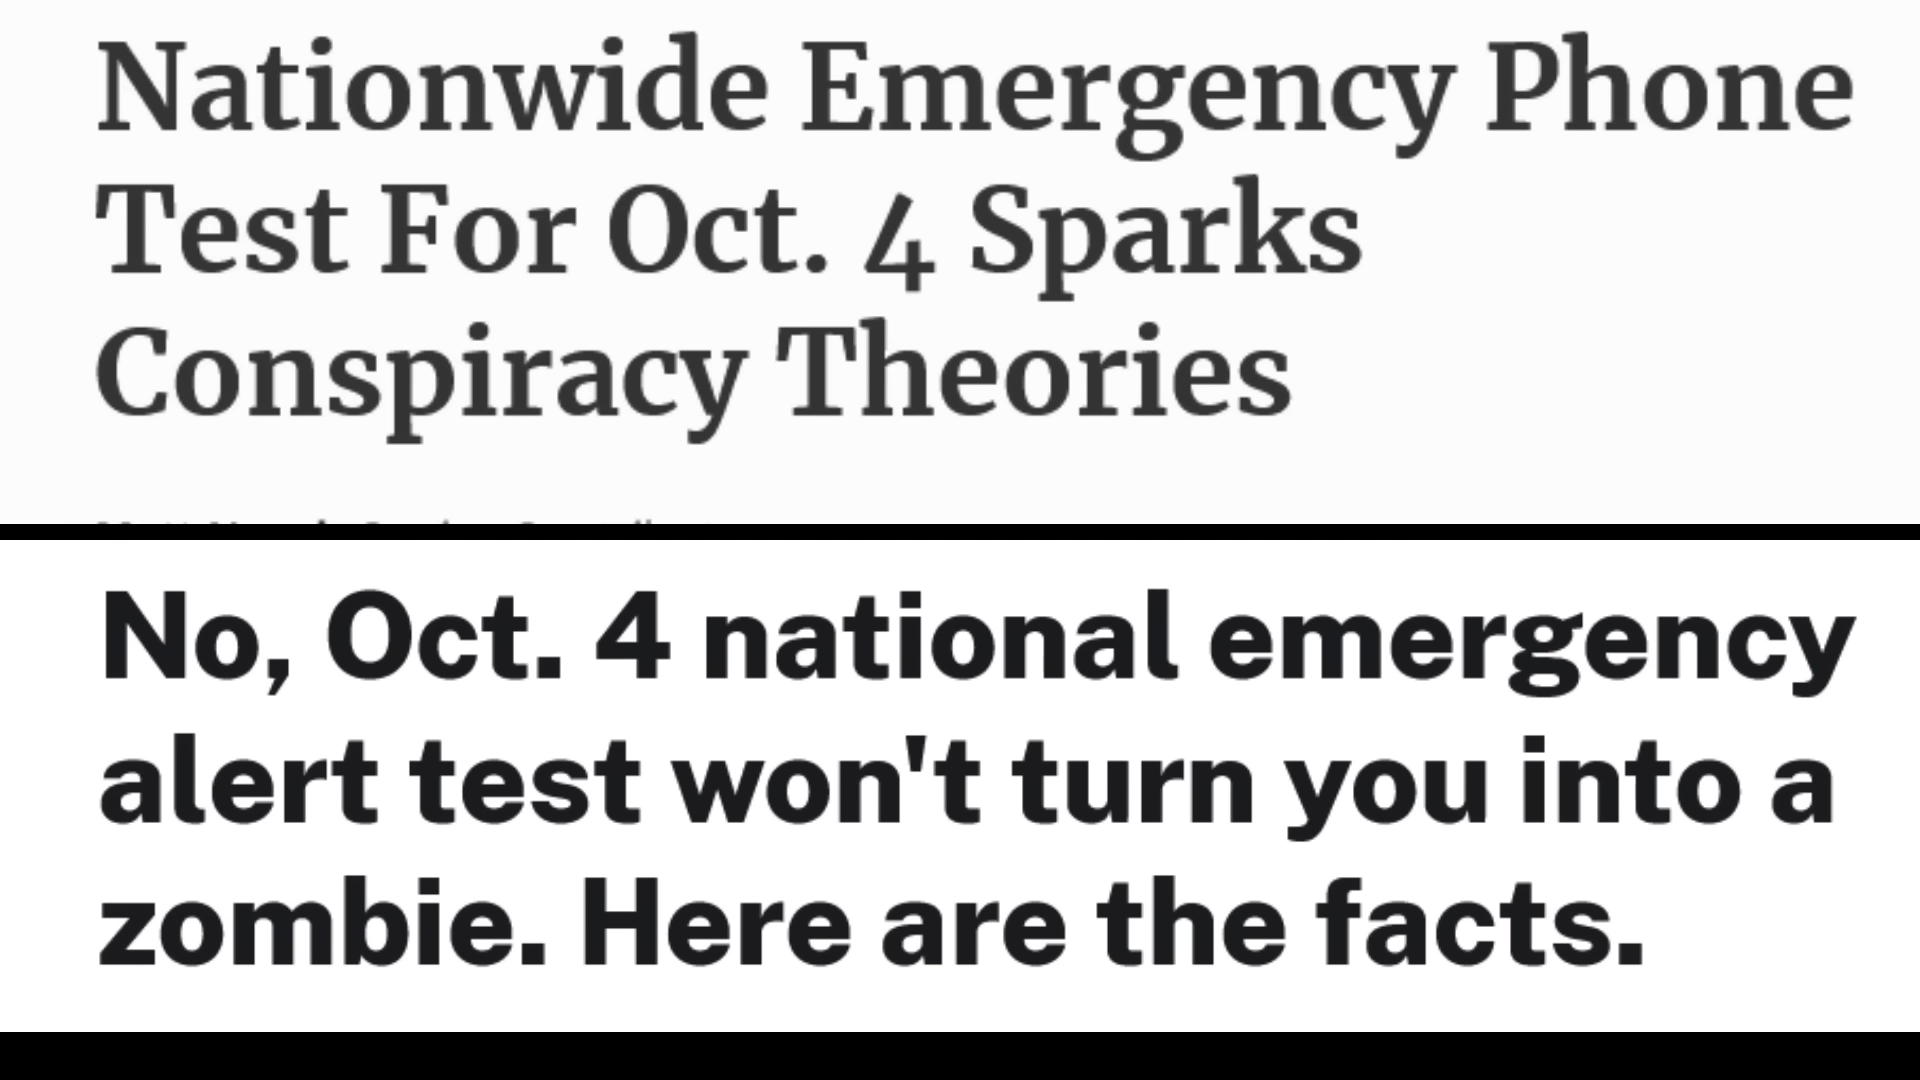 Nationwide Emergency Phone
Test For Oct. 4 Sparks
Conspiracy Theories
No, Oct. 4 national emergency
alert test won't turn you into a
zombie. Here are the facts.